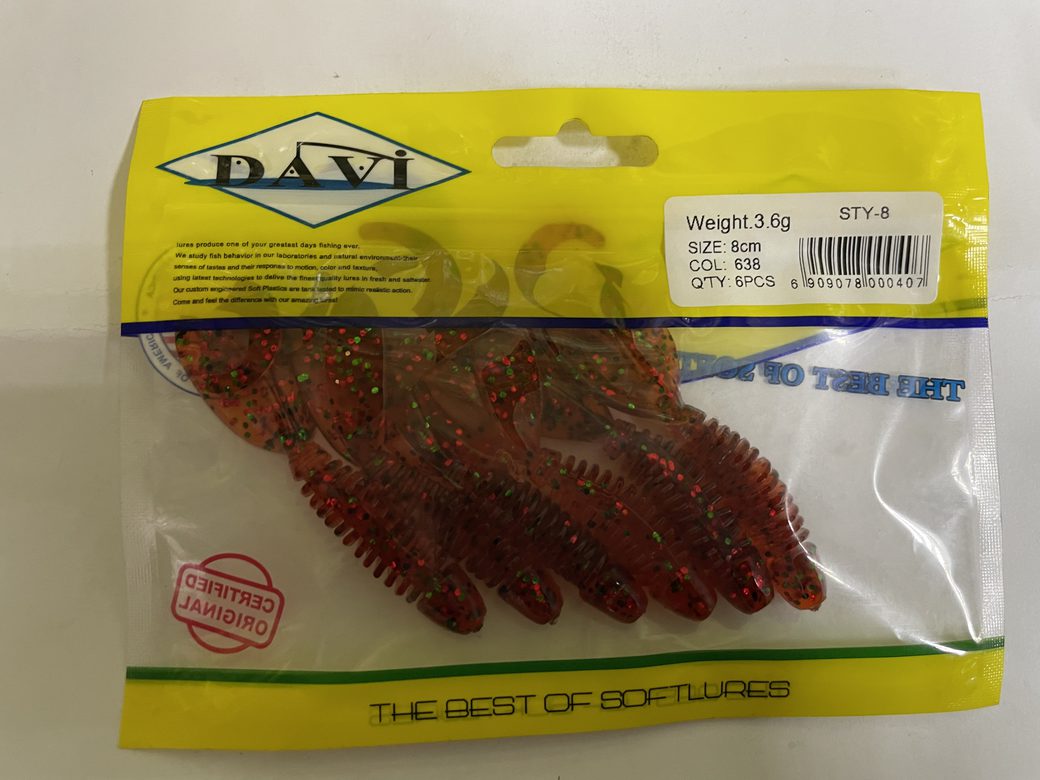 DAVİ
lures produce one of your greatest days fishing ever.
We study fish behavior in our laboratories and natural environment-their
senses of tastes and their response to motion, color and taxture,
using latest technologies to delive the finest quality lures in fresh and saltwater.
Our custom engineered Soft Plastics are tank tested to mimic realistic action.
Come and feel the difference with our amazing lures!
Weight.3.6g
STY-8
SIZE: 8cm
COL: 638
Q'TY: 6PCS
6 909078 000407
OF AMERIC
THE BEST OF SOFT
CERTIFIED
ORIGINAL
THE BEST OF SOFTLURES